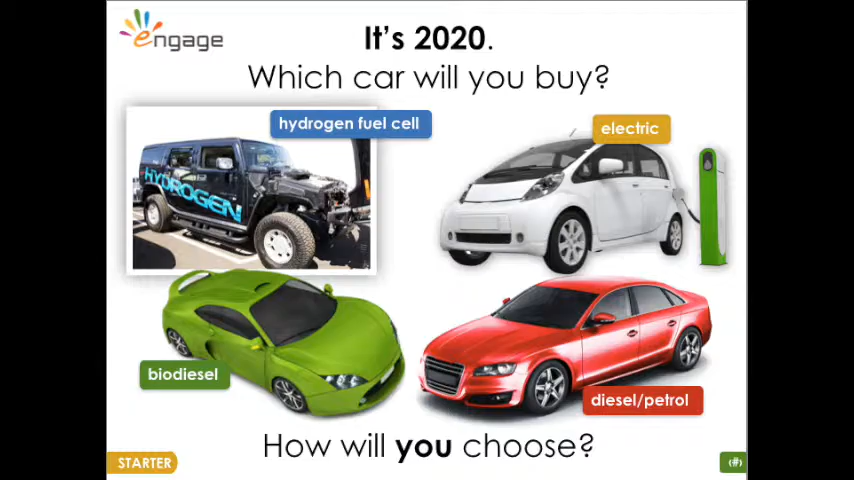 engage
It's 2020.
Which car will you buy?
hydrogen fuel cell
electric
HYDROGEN
biodiesel
diesel/petrol
How will you choose?
STARTER
(#)